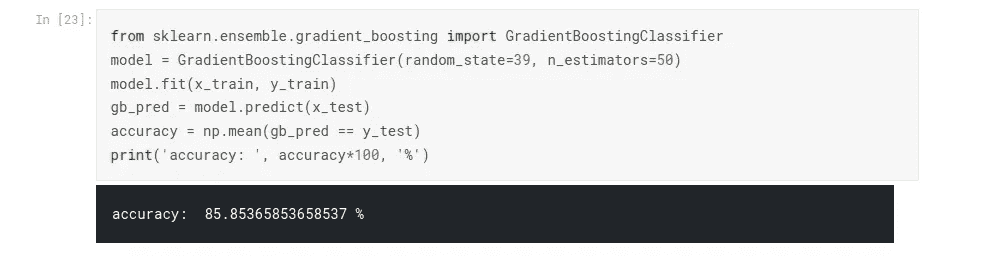 In [23]:
from sklearn.ensemble.gradient_boosting import GradientBoostingClassifier
model = GradientBoostingClassifier(random_state=39, n_estimators=50)
model.fit(x_train, y_train)
gb_pred = model.predict(x_test)
accuracy = np.mean(gb_pred == y_test)
print('accuracy: ', accuracy*100, '%')
accuracy:  85.85365853658537 %